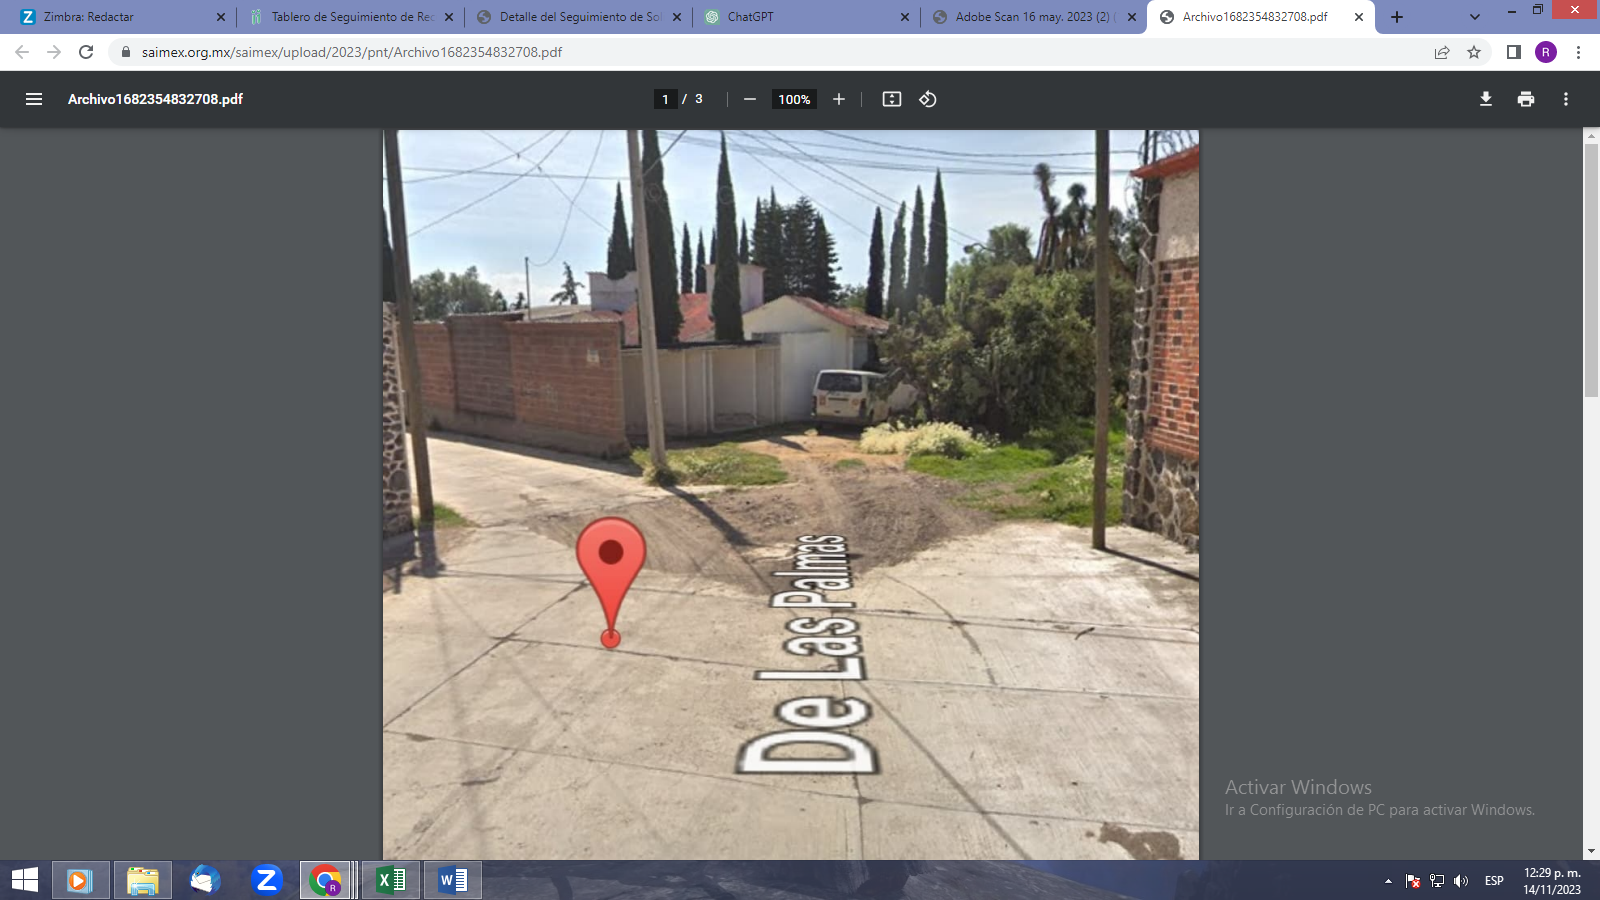 Zimbra: Redactar
Tablero de Seguimiento de Rec
Detalle del Seguimiento de Sol
ChatGPT
Adobe Scan 16 may. 2023 (2) (
Archivo1682354832708.pdf
saimex.org.mx/saimex/upload/2023/pnt/Archivo1682354832708.pdf
R
Archivo1682354832708.pdf
1 / 3
100%
De Las Palmas
Activar Windows
Ir a Configuración de PC para activar Windows.
ESP
12:29 p. m.
14/11/2023